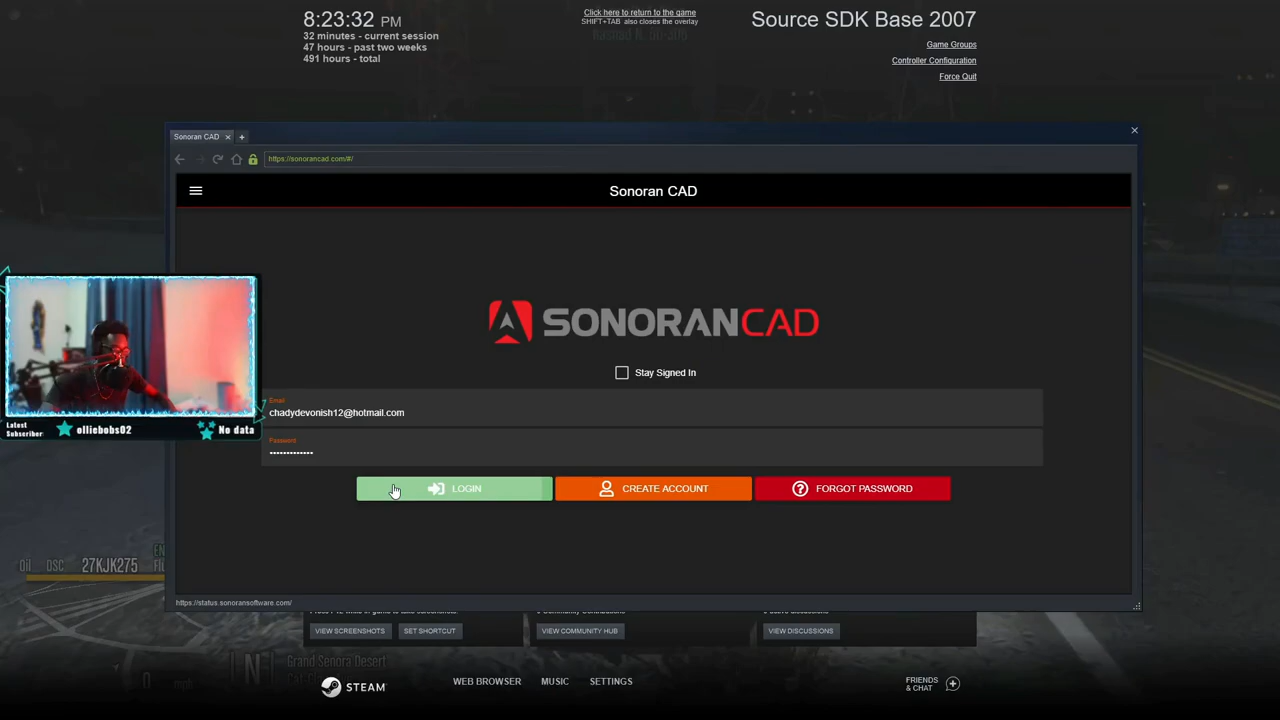 8:23:32 PM
32 minutes - current session
47 hours - past two weeks
491 hours - total
Click here to return to the game
SHIFT+TAB also closes the overlay
Source SDK Base 2007
Game Groups
Controller Configuration
Force Quit
Sonoran CAD
https://sonorancad.com/#/
Sonoran CAD
SONORANCAD
Stay Signed In
Email
chadydevonish12@hotmail.com
Password
•••••••••••••
LOGIN
CREATE ACCOUNT
FORGOT PASSWORD
Latest Subscriber:
olliebobs02
No data
Oil DSC 27KJK275
https://status.sonoransoftware.com/
VIEW SCREENSHOTS
SET SHORTCUT
VIEW COMMUNITY HUB
VIEW DISCUSSIONS
Grand Senora Desert
N
0 mph
STEAM
WEB BROWSER
MUSIC
SETTINGS
FRIENDS & CHAT